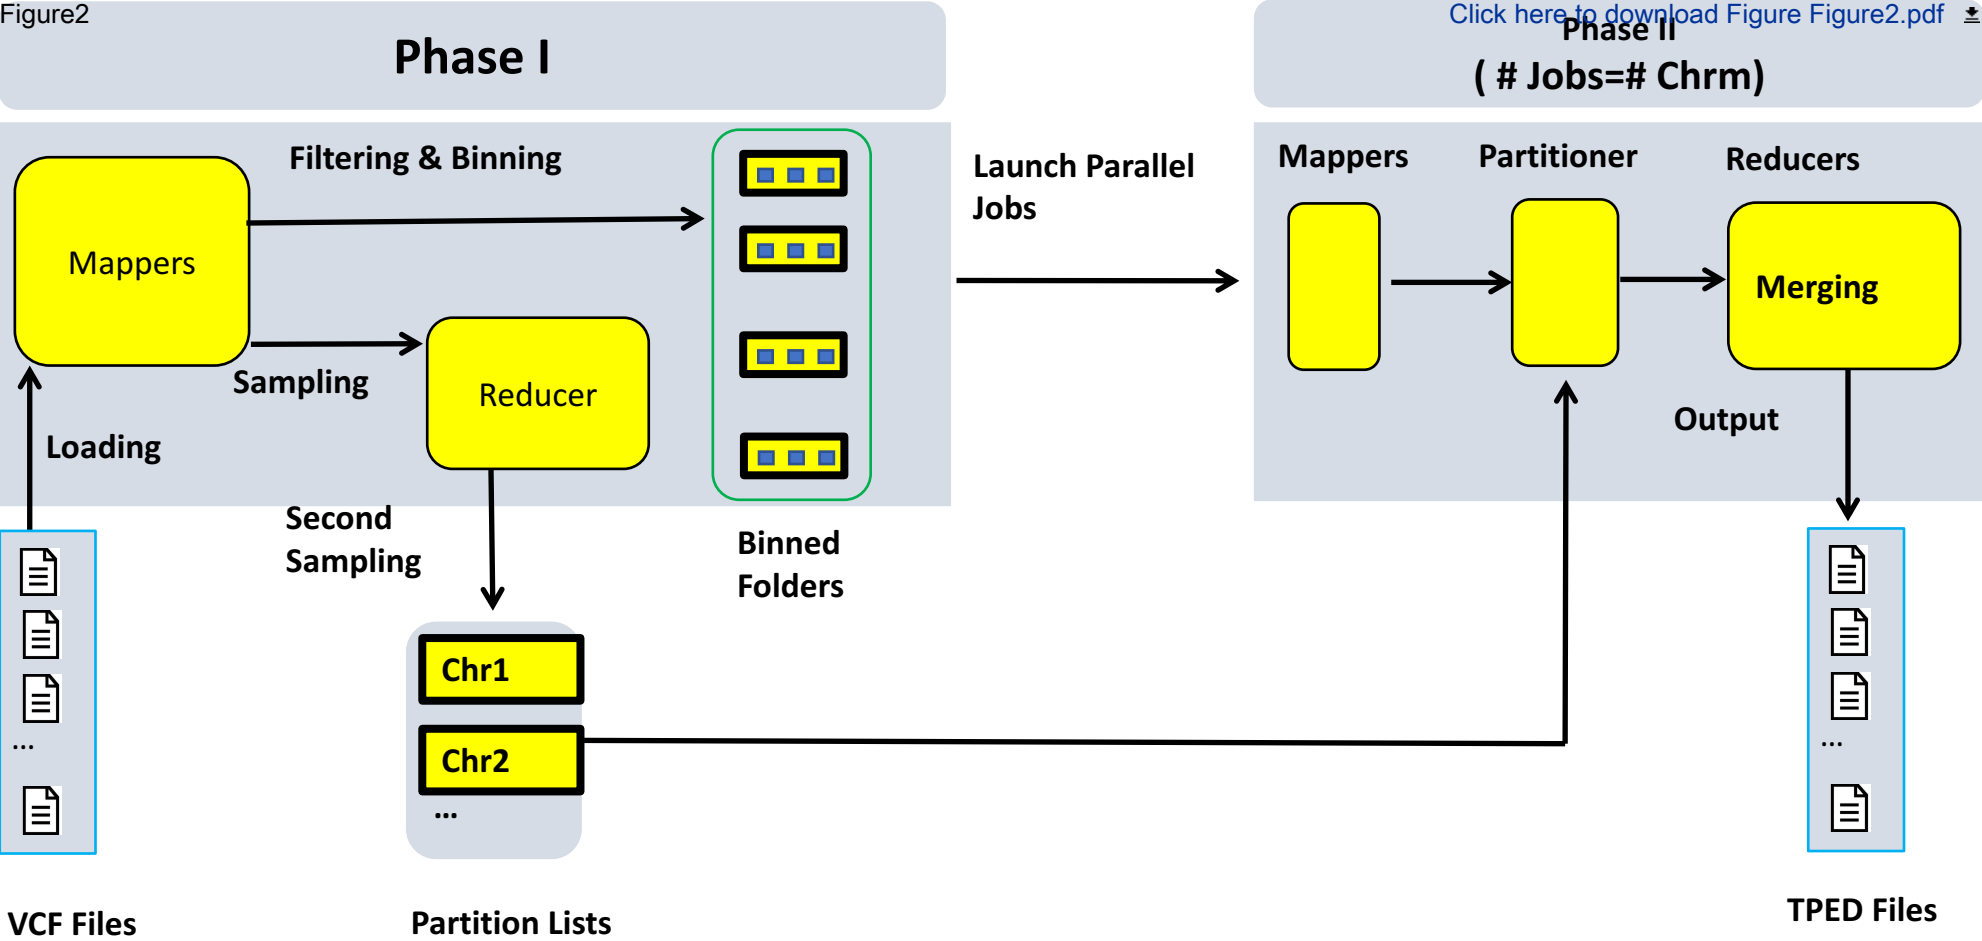 Figure2
Click here to download Figure Figure2.pdf
Phase I
Phase II
( # Jobs=# Chrm)
Filtering & Binning
Mappers
Sampling
Reducer
Loading
Second
Sampling
Binned
Folders
Launch Parallel
Jobs
Mappers
Partitioner
Reducers
Merging
Output
Chr1
Chr2
...
...
...
VCF Files
Partition Lists
TPED Files